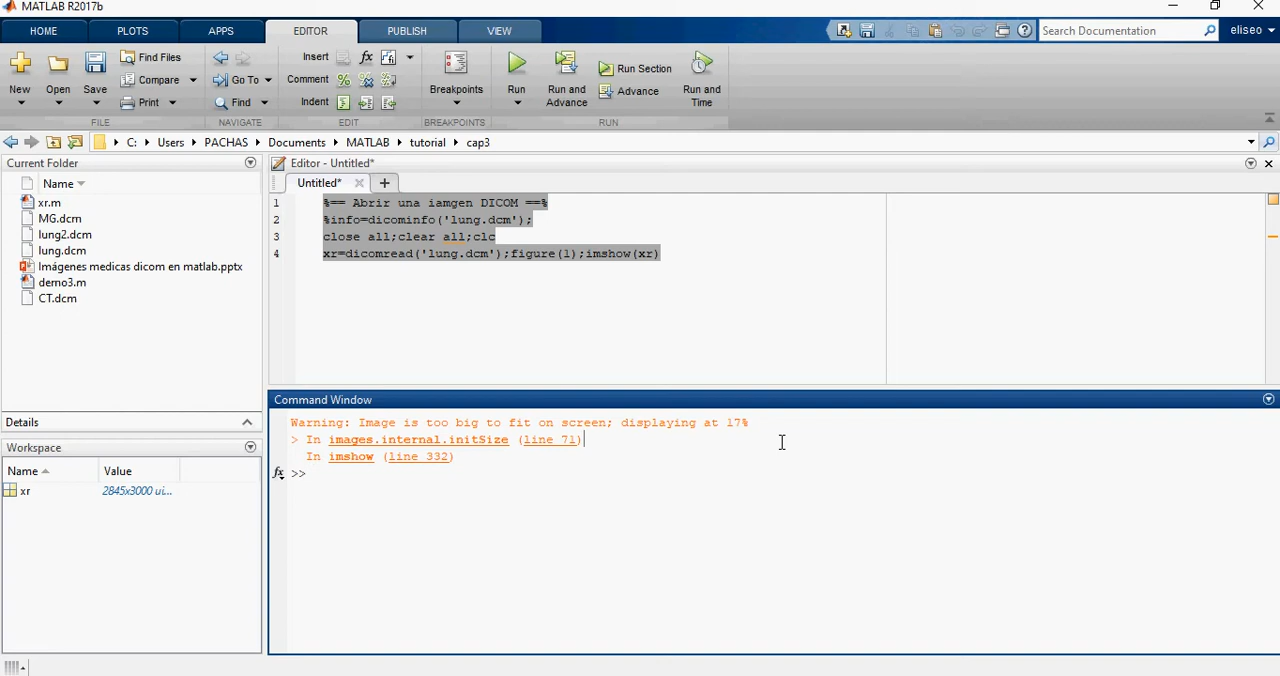 MATLAB R2017b
HOME PLOTS APPS EDITOR PUBLISH VIEW Search Documentation eliseo
New Open Save Find Files Compare Print
Go To Find
Insert Comment Indent
Breakpoints
Run Run and Advance Run Section Advance Run and Time
FILE NAVIGATE EDIT BREAKPOINTS RUN
C: Users PACHAS Documents MATLAB tutorial cap3
Current Folder
Name
xr.m
MG.dcm
lung2.dcm
lung.dcm
Imágenes medicas dicom en matlab.pptx
demo3.m
CT.dcm
Details
Workspace
Name Value
xr 2845x3000 ui...
Editor - Untitled*
Untitled*
1 %== Abrir una iamgen DICOM ==%
2 %info=dicominfo('lung.dcm');
3 close all;clear all;clc
4 xr=dicomread('lung.dcm');figure(1);imshow(xr)
Command Window
Warning: Image is too big to fit on screen; displaying at 17%
> In images.internal.initSize (line 71)
In imshow (line 332)
fx >>